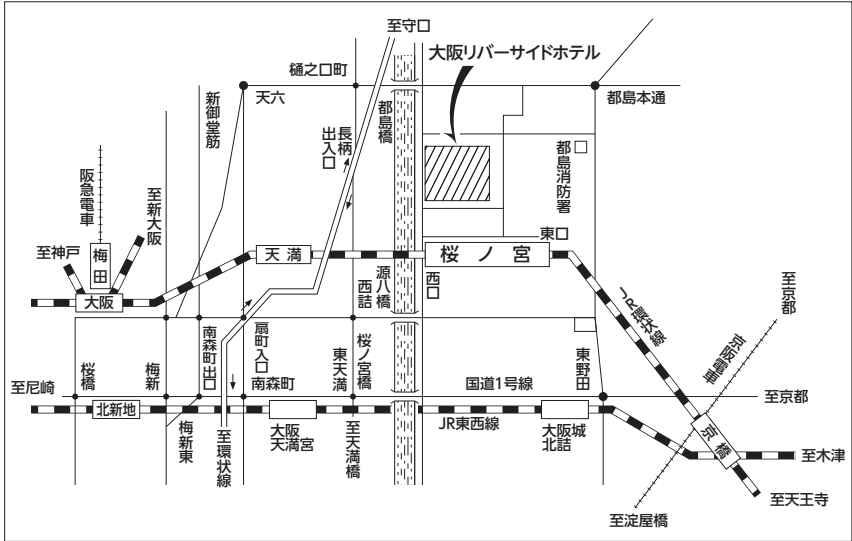 至守口
大阪リバーサイドホテル
樋之口町
天六
都島本通
新御堂筋
長柄
出入口
都島橋
都島消防署
阪急電車
至新大阪
至神戸
梅田
大阪
天満
桜ノ宮
東口
西口
源八橋
西詰
JR環状線
至京都
京阪電車
桜橋
梅新
南森町出口
扇町入口
東天満
桜ノ宮橋
東野田
至尼崎
南森町
国道1号線
至京都
北新地
梅新東
至環状線
大阪
天満宮
至天満橋
JR東西線
大阪城
北詰
京橋
至木津
至天王寺
至淀屋橋